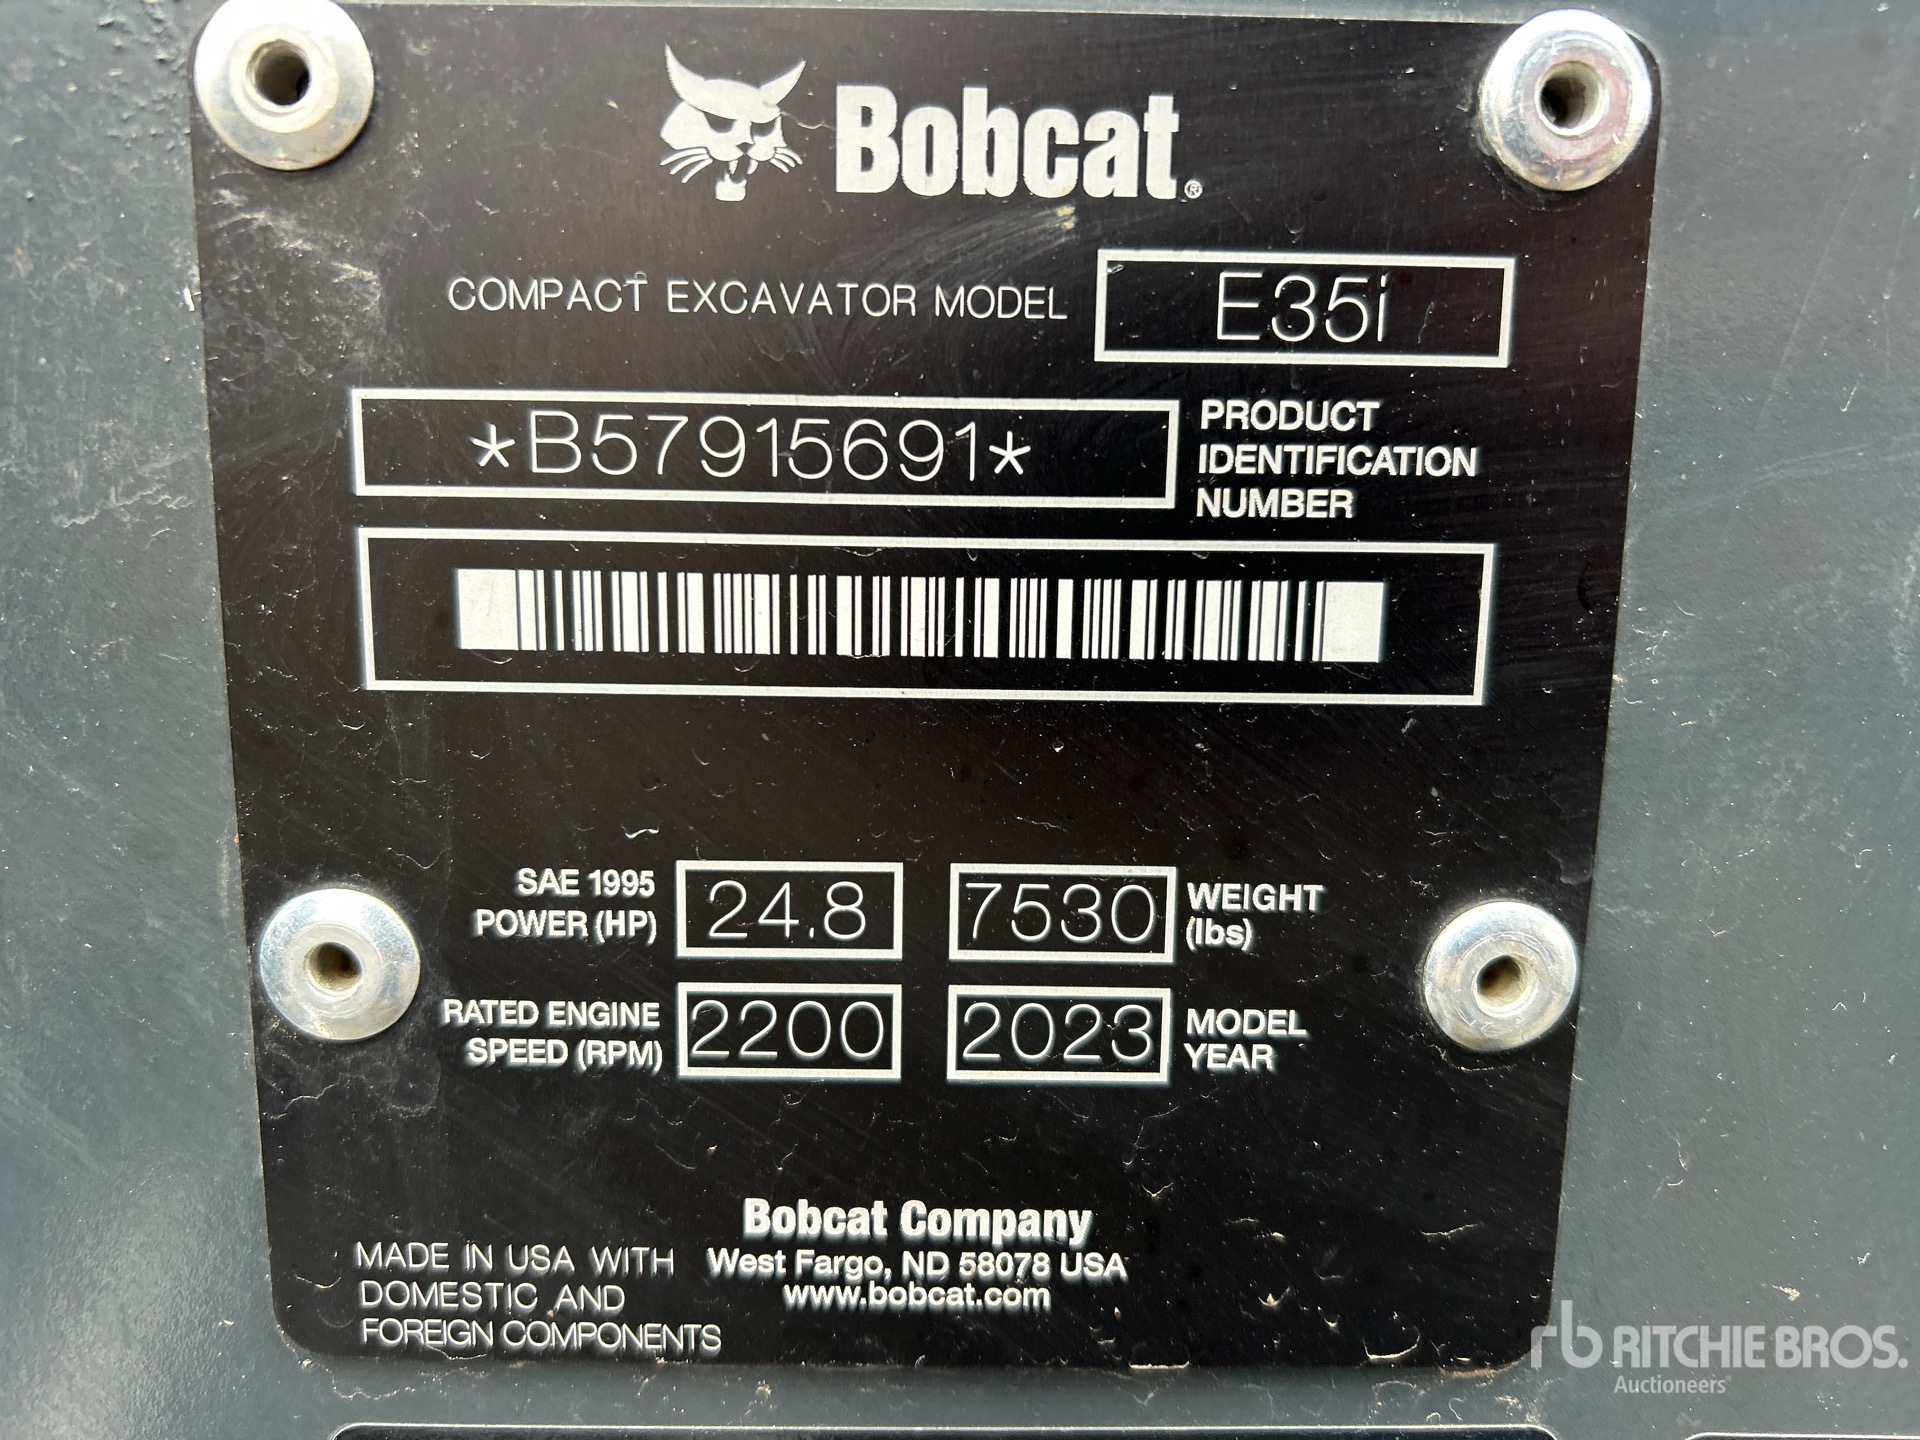 Bobcat®
COMPACT EXCAVATOR MODEL E35i
*B57915691* PRODUCT IDENTIFICATION NUMBER
SAE 1995 POWER (HP) 24.8
7530 WEIGHT (lbs)
RATED ENGINE SPEED (RPM) 2200
2023 MODEL YEAR
Bobcat Company
West Fargo, ND 58078 USA
www.bobcat.com
MADE IN USA WITH
DOMESTIC AND
FOREIGN COMPONENTS
rb RITCHIE BROS.
Auctioneers